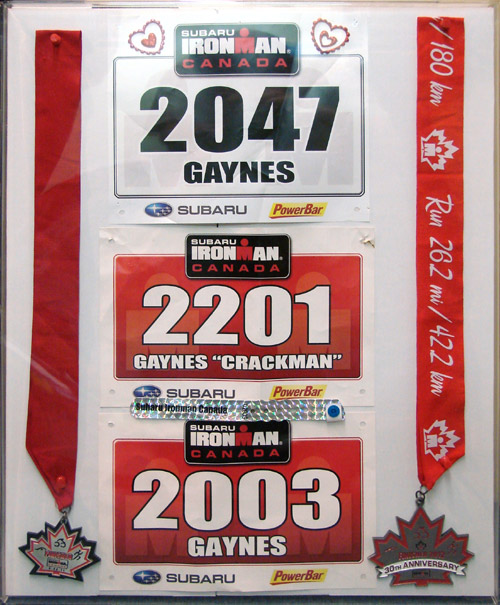 SUBARU
IRONMAN
CANADA
2047
GAYNES
SUBARU PowerBar
SUBARU
IRONMAN
CANADA
2201
GAYNES "CRACKMAN"
SUBARU PowerBar
Subaru Ironman Canada
SUBARU
IRONMAN
CANADA
2003
GAYNES
SUBARU PowerBar
/ 180 km
Run 26.2 mi / 42.2 km
30TH ANNIVERSARY